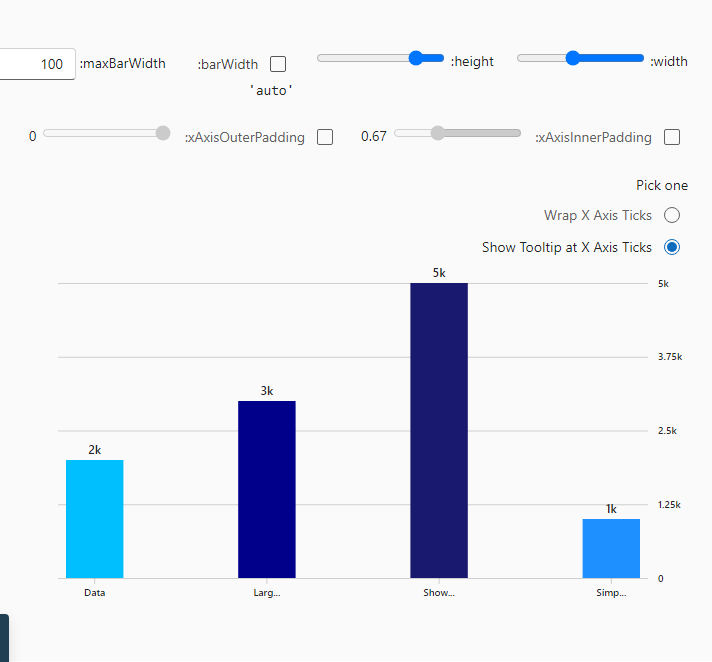 100 :maxBarWidth :barWidth :height :width
'auto'
0 :xAxisOuterPadding 0.67 :xAxisInnerPadding
Pick one
Wrap X Axis Ticks
Show Tooltip at X Axis Ticks
5k
5k
3.75k
3k
2.5k
2k
1.25k
1k
0
Data Larg... Show... Simp...